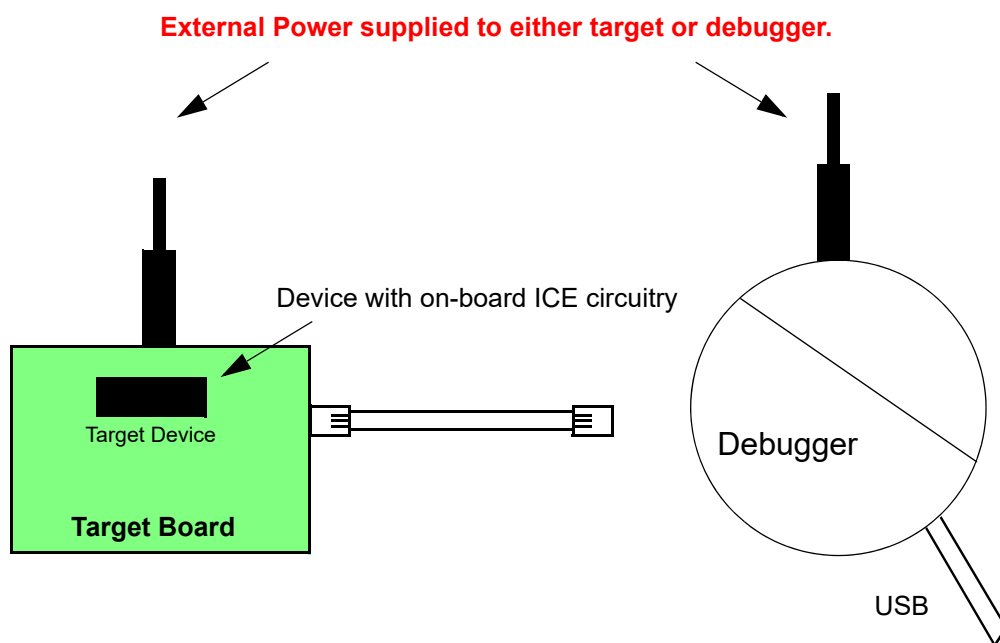 External Power supplied to either target or debugger.
Device with on-board ICE circuitry
Target Device
Debugger
Target Board
USB